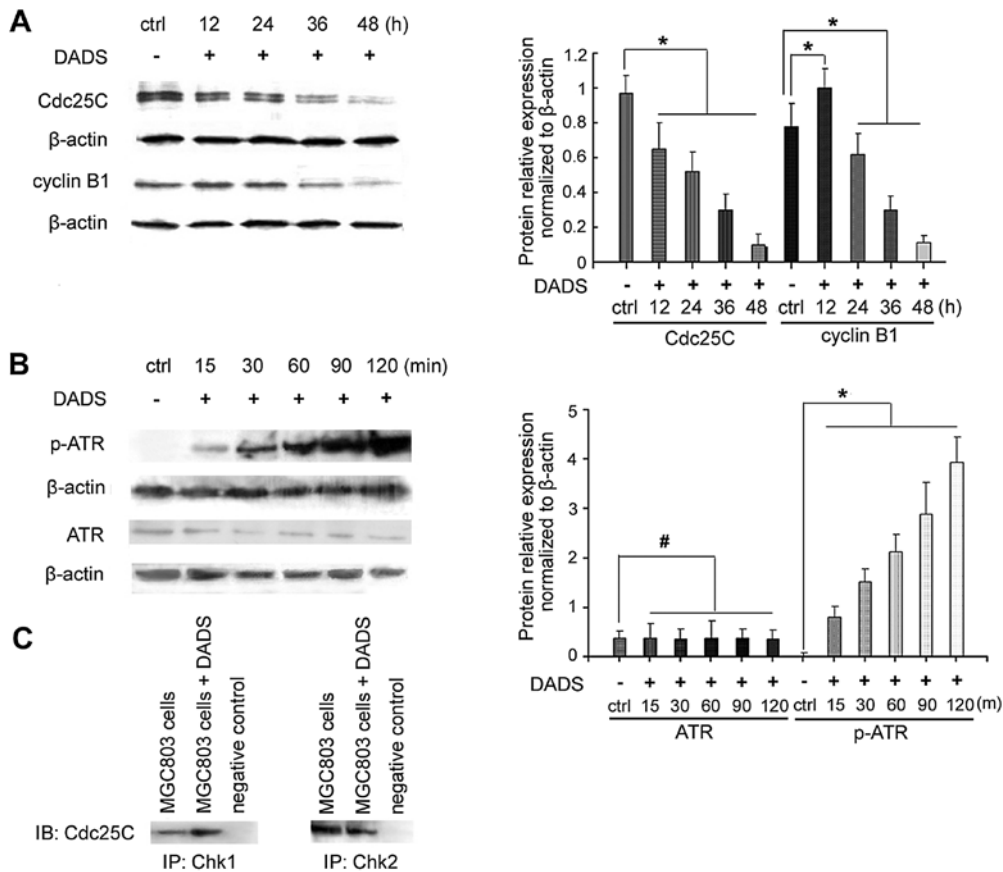 A
ctrl 12 24 36 48 (h)
DADS - + + + +
Cdc25C
β-actin
cyclin B1
β-actin
Protein relative expression
normalized to β-actin
1.2
1
0.8
0.6
0.4
0.2
0
* * *
DADS - + + + + - + + + +
ctrl 12 24 36 48 ctrl 12 24 36 48 (h)
Cdc25C cyclin B1
B
ctrl 15 30 60 90 120 (min)
DADS - + + + + +
p-ATR
β-actin
ATR
β-actin
Protein relative expression
normalized to β-actin
5
4
3
2
1
0
# *
DADS - + + + + + - + + + + +
ctrl 15 30 60 90 120 ctrl 15 30 60 90 120 (m)
ATR p-ATR
C
MGC803 cells
MGC803 cells + DADS
negative control
MGC803 cells
MGC803 cells + DADS
negative control
IB: Cdc25C
IP: Chk1 IP: Chk2